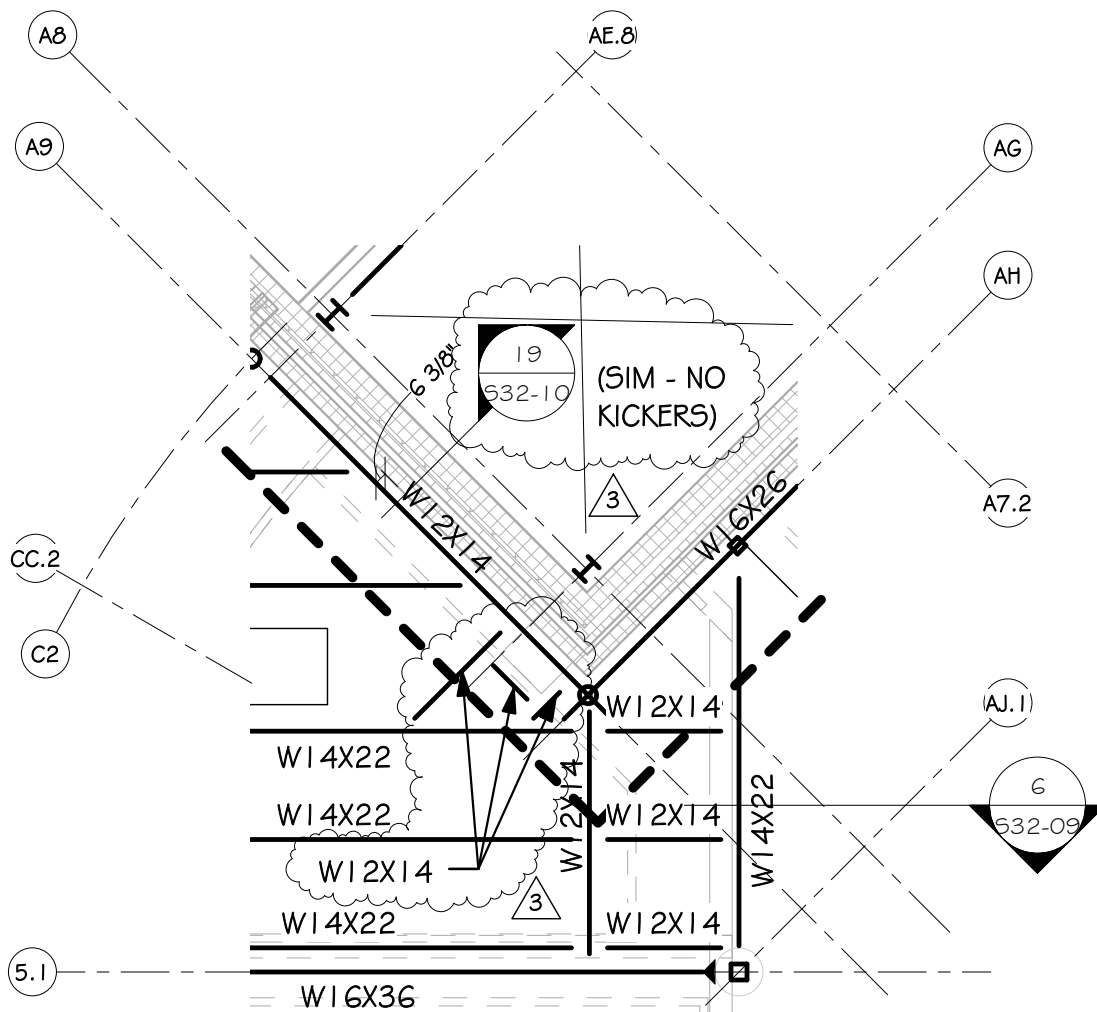 A8
AE.8
A9
AG
AH
6 3/8"
19
S32-10
(SIM - NO
KICKERS)
3
W12X14
W16X26
A7.2
CC.2
C2
W12X14
AJ.1
W14X22
W12X14
W14X22
6
S32-09
W14X22
W12X14
W12X14
3
W14X22
W12X14
5.1
W16X36